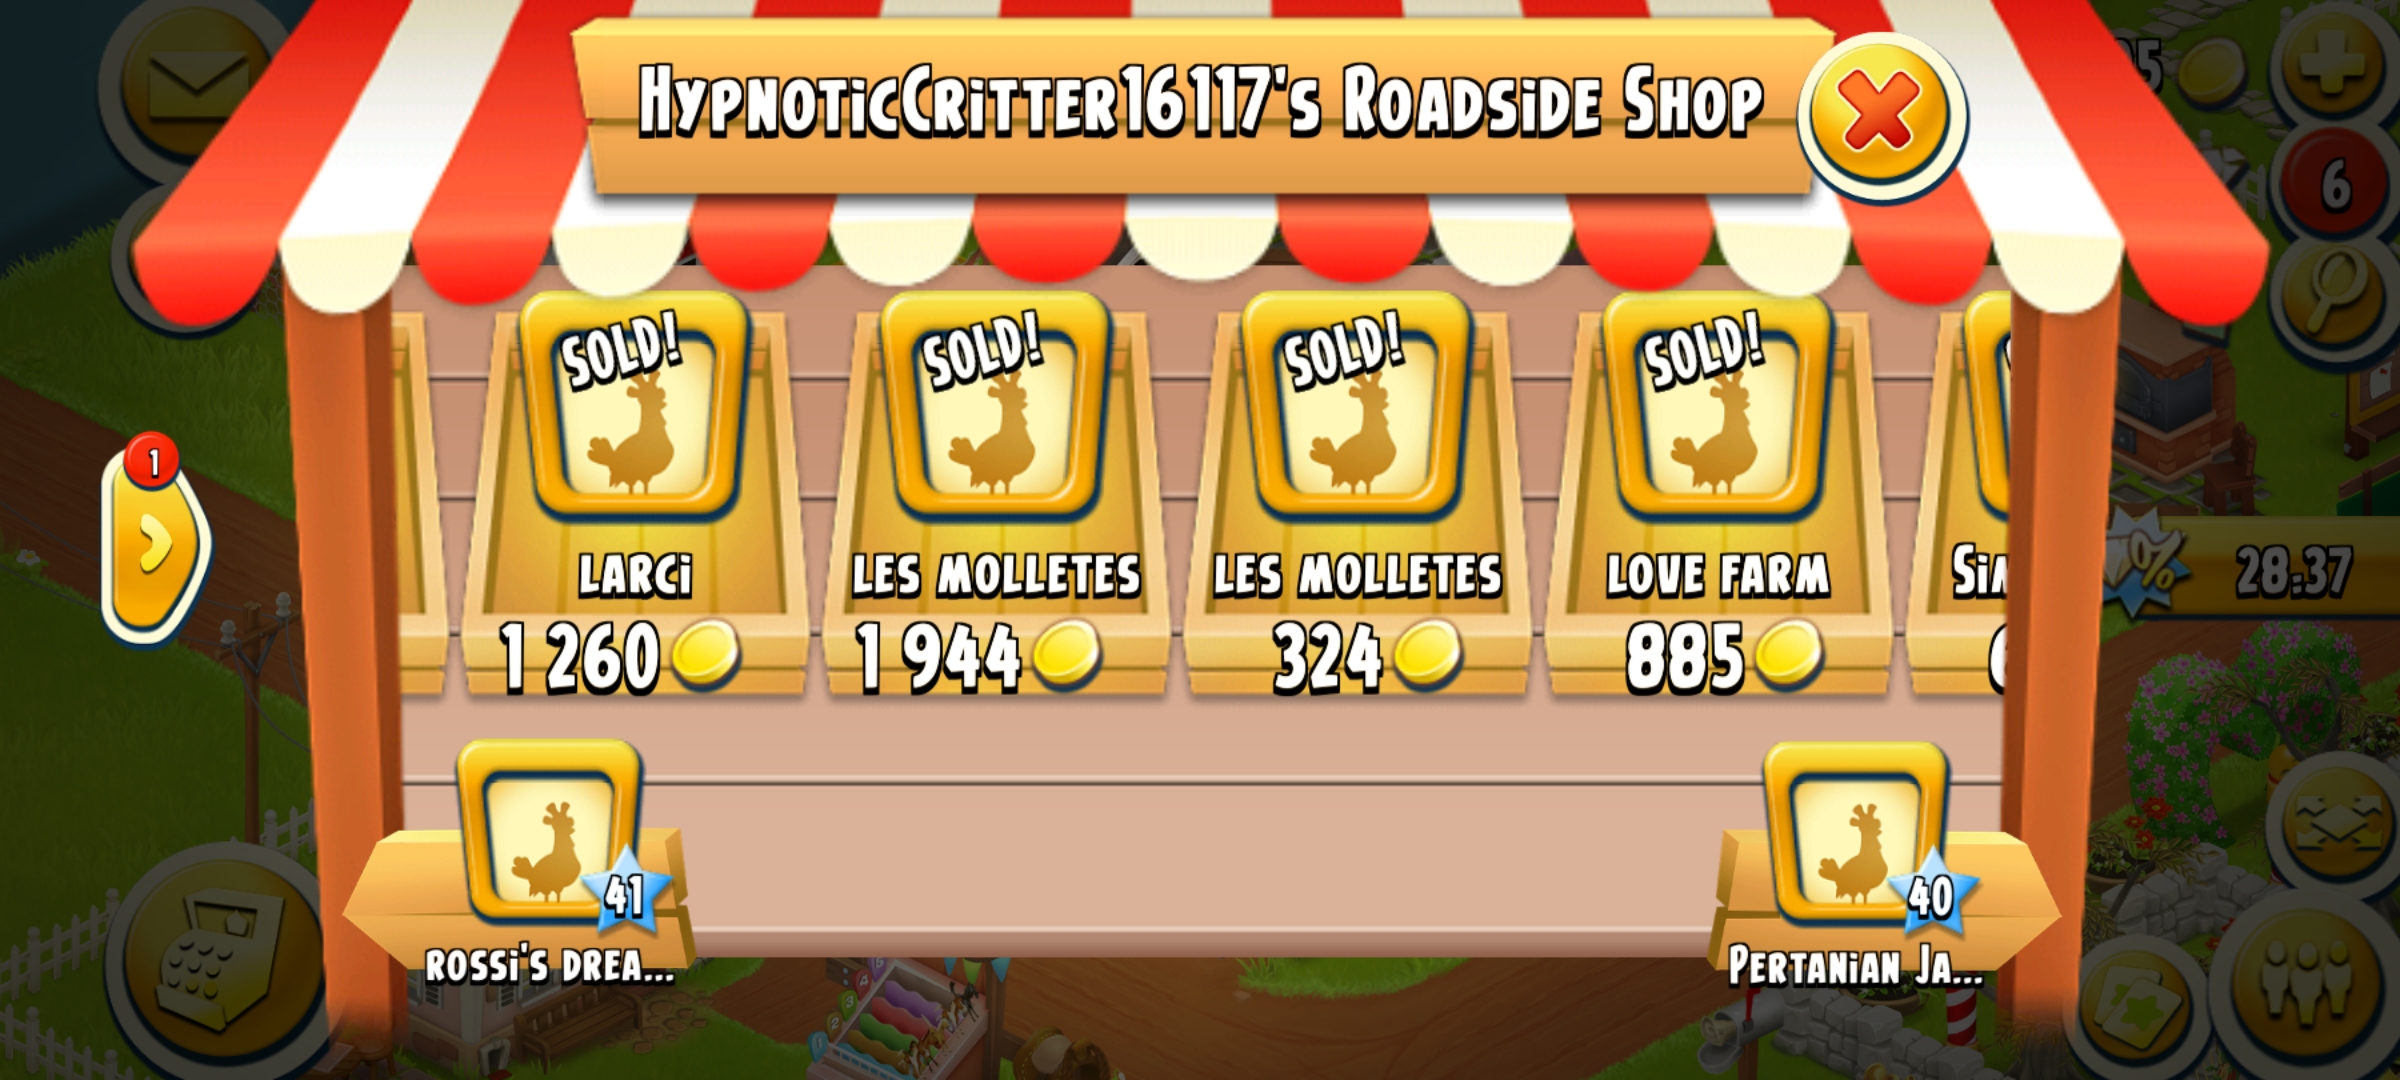 HypnoticCritter16117's Roadside Shop
SOLD! SOLD! SOLD! SOLD!
LARCi LES MOLLETES LES MOLLETES LOVE FARM
1 260 1 944 324 885
1
6
28:37
41
ROSSi'S DREA...
40
Pertanian Ja...